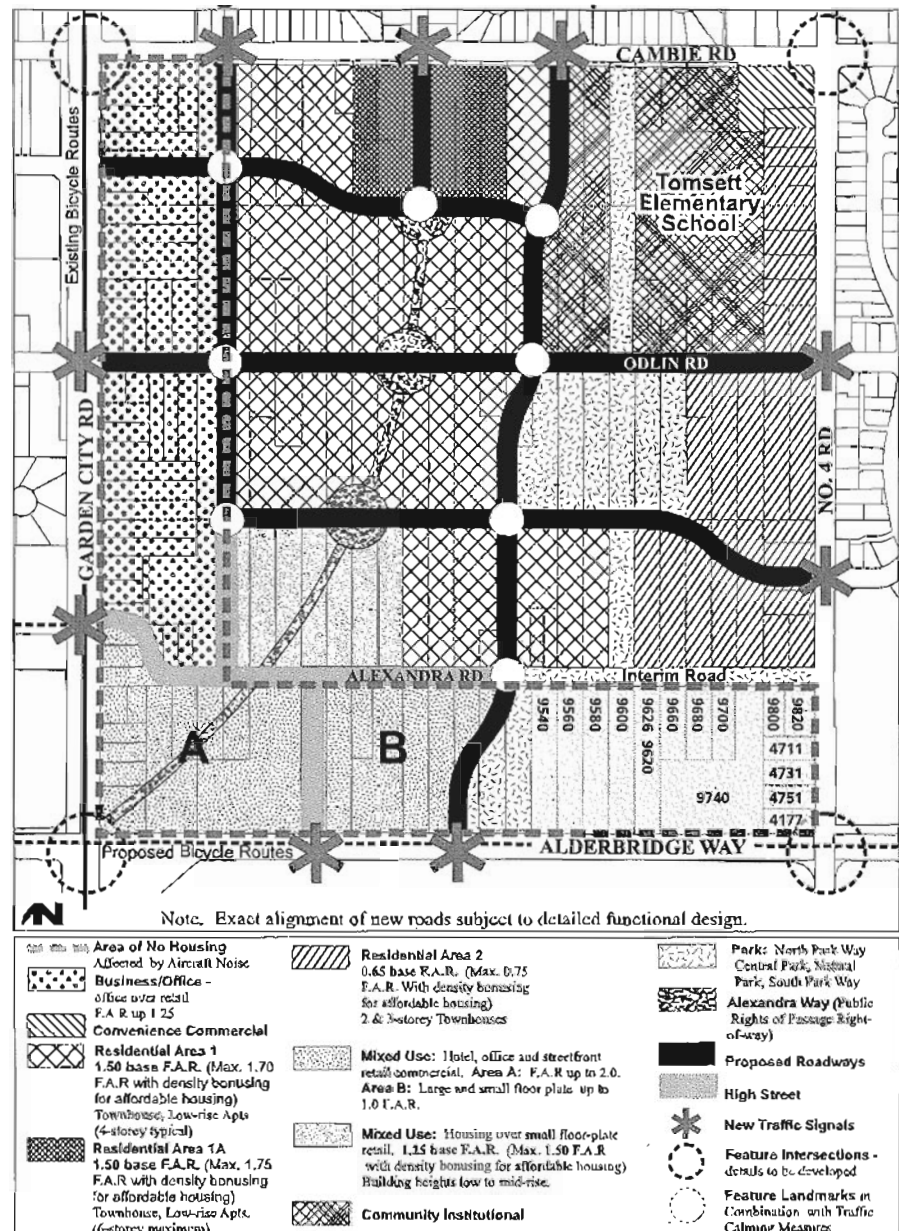 CAMBIE RD
Existing Bicycle Routes
Tomsett
Elementary
School
ODLIN RD
GARDEN CITY RD
NO. 4 RD
ALEXANDRA RD
Interim Road
A
B
9540
9560
9580
9600
9626
9620
9660
9680
9700
9740
9800
9820
4711
4731
4751
4177
Proposed Bicycle Routes
ALDERBRIDGE WAY
N
Note. Exact alignment of new roads subject to detailed functional design.
Area of No Housing
Affected by Aircraft Noise
Business/Office -
office over retail
F.A.R up 1.25
Convenience Commercial
Residential Area 1
1.50 base F.A.R. (Max. 1.70
F.A.R with density bonusing
for affordable housing)
Townhouse, Low-rise Apts
(4-storey typical)
Residential Area 1A
1.50 base F.A.R. (Max. 1.75
F.A.R with density bonusing
for affordable housing)
Townhouse, Low-rise Apts.
(6-storey maximum)
Residential Area 2
0.65 base F.A.R. (Max. 0.75
F.A.R. With density bonusing
for affordable housing)
2 & 3-storey Townhouses
Mixed Use: Hotel, office and streetfront
retail commercial. Area A: F.A.R up to 2.0.
Area B: Large and small floor plate up to
1.0 F.A.R.
Mixed Use: Housing over small floor-plate
retail, 1.25 base F.A.R. (Max. 1.50 F.A.R
with density bonusing for affordable housing)
Building heights low to mid-rise.
Community Institutional
Park: North Park Way
Central Park, Natural
Park, South Park Way
Alexandra Way (Public
Rights of Passage Right-
of-way)
Proposed Roadways
High Street
New Traffic Signals
Feature Intersections -
details to be developed
Feature Landmarks in
Combination with Traffic
Calming Measures